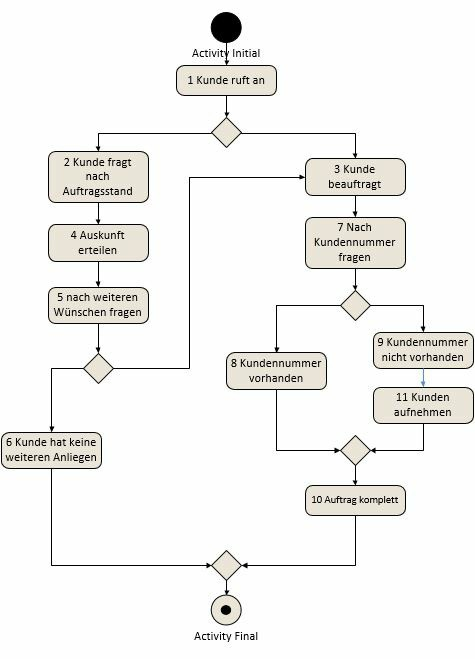 Activity Initial
1 Kunde ruft an
2 Kunde fragt
nach
Auftragsstand
3 Kunde
beauftragt
4 Auskunft
erteilen
7 Nach
Kundennummer
fragen
5 nach weiteren
Wünschen fragen
8 Kundennummer
vorhanden
9 Kundennummer
nicht vorhanden
11 Kunden
aufnehmen
6 Kunde hat keine
weiteren Anliegen
10 Auftrag komplett
Activity Final